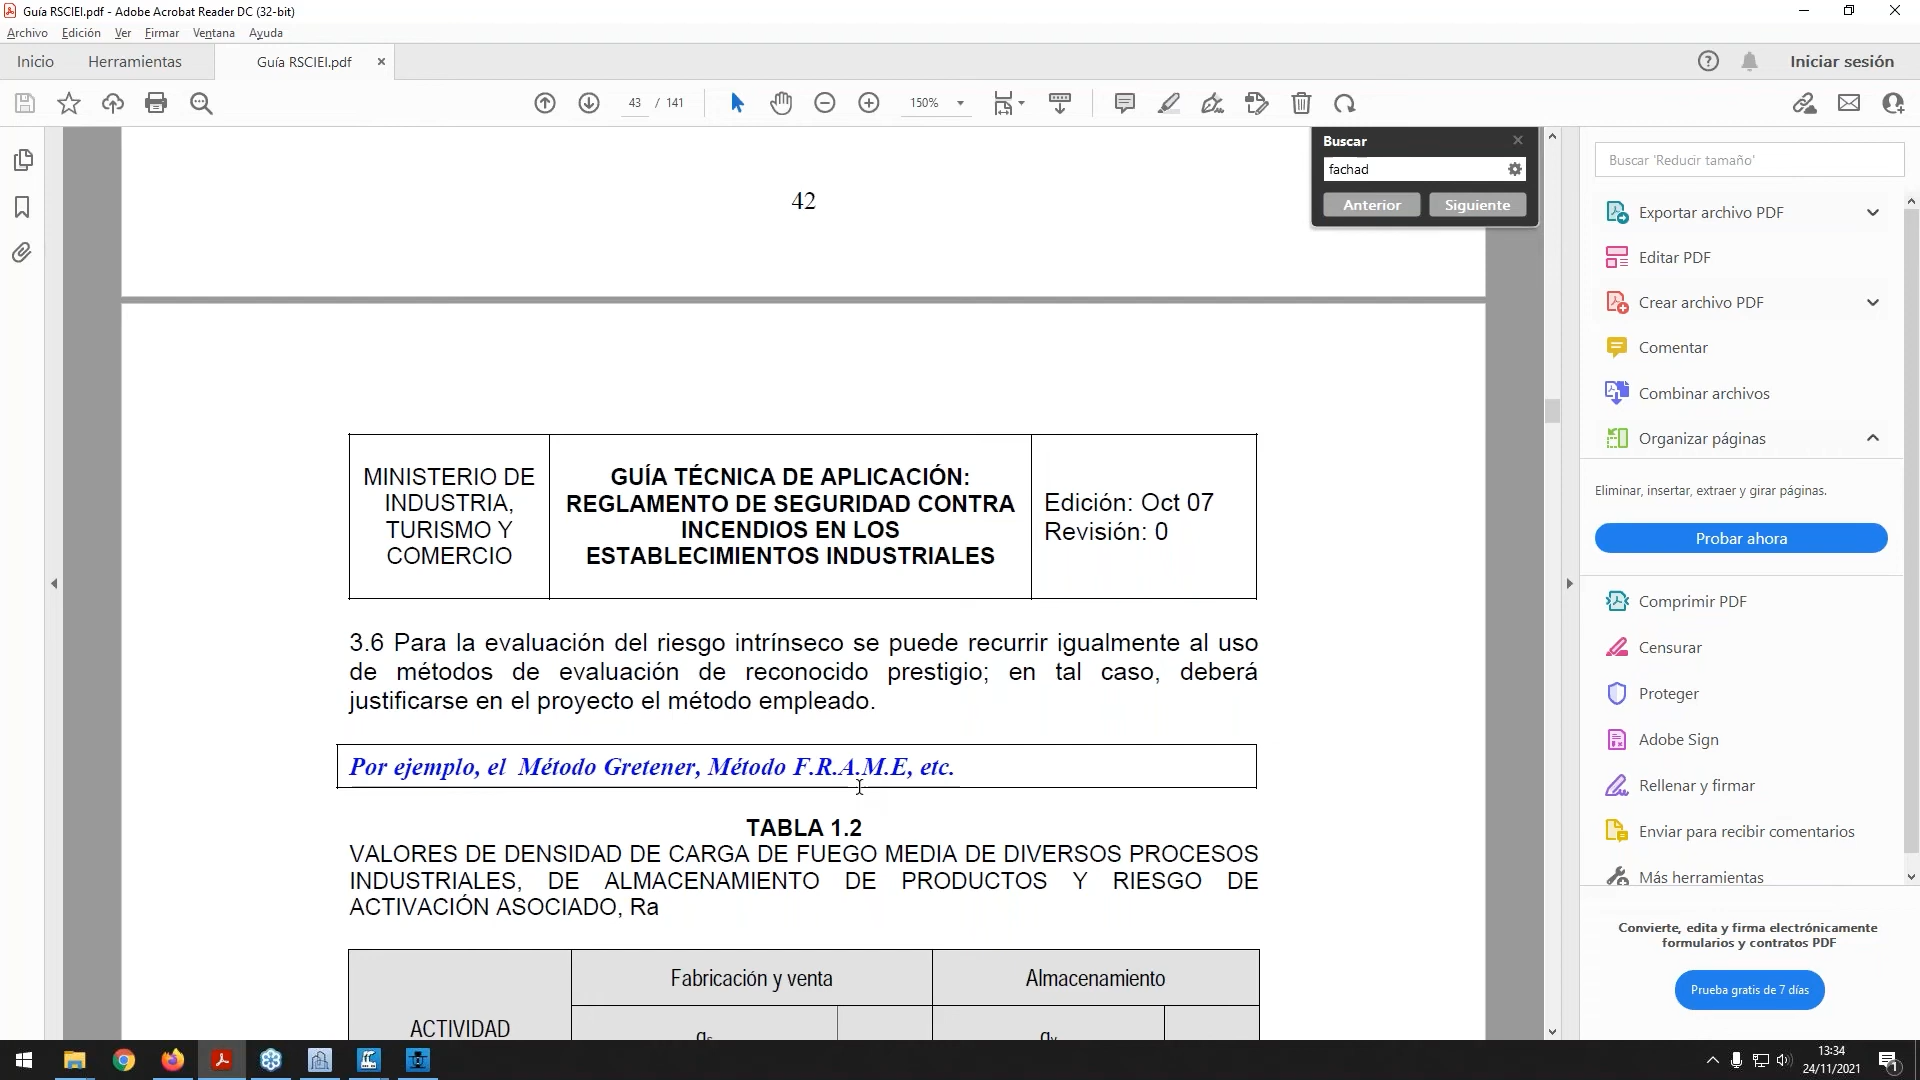 Guía RSCIEI.pdf - Adobe Acrobat Reader DC (32-bit)
Archivo Edición Ver Firmar Ventana Ayuda
Inicio Herramientas Guía RSCIEI.pdf Iniciar sesión
43 / 141 150%
Buscar
fachad
Anterior Siguiente
42
MINISTERIO DE
INDUSTRIA,
TURISMO Y
COMERCIO
GUÍA TÉCNICA DE APLICACIÓN:
REGLAMENTO DE SEGURIDAD CONTRA
INCENDIOS EN LOS
ESTABLECIMIENTOS INDUSTRIALES
Edición: Oct 07
Revisión: 0
3.6 Para la evaluación del riesgo intrínseco se puede recurrir igualmente al uso
de métodos de evaluación de reconocido prestigio; en tal caso, deberá
justificarse en el proyecto el método empleado.
Por ejemplo, el Método Gretener, Método F.R.A.M.E, etc.
TABLA 1.2
VALORES DE DENSIDAD DE CARGA DE FUEGO MEDIA DE DIVERSOS PROCESOS
INDUSTRIALES, DE ALMACENAMIENTO DE PRODUCTOS Y RIESGO DE
ACTIVACIÓN ASOCIADO, Ra
Fabricación y venta Almacenamiento
ACTIVIDAD
Buscar 'Reducir tamaño'
Exportar archivo PDF
Editar PDF
Crear archivo PDF
Comentar
Combinar archivos
Organizar páginas
Eliminar, insertar, extraer y girar páginas.
Probar ahora
Comprimir PDF
Censurar
Proteger
Adobe Sign
Rellenar y firmar
Enviar para recibir comentarios
Más herramientas
Convierte, edita y firma electrónicamente
formularios y contratos PDF
Prueba gratis de 7 días
13:34
24/11/2021
1